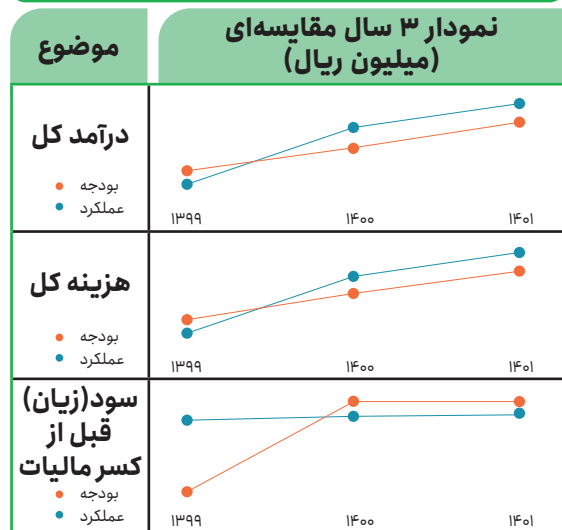 موضوع
نمودار ۳ سال مقایسه‌ای
(میلیون ریال)
درآمد کل
بودجه
عملکرد
۱۳۹۹ ۱۴۰۰ ۱۴۰۱
هزینه کل
بودجه
عملکرد
۱۳۹۹ ۱۴۰۰ ۱۴۰۱
سود(زیان)
قبل از
کسر مالیات
بودجه
عملکرد
۱۳۹۹ ۱۴۰۰ ۱۴۰۱